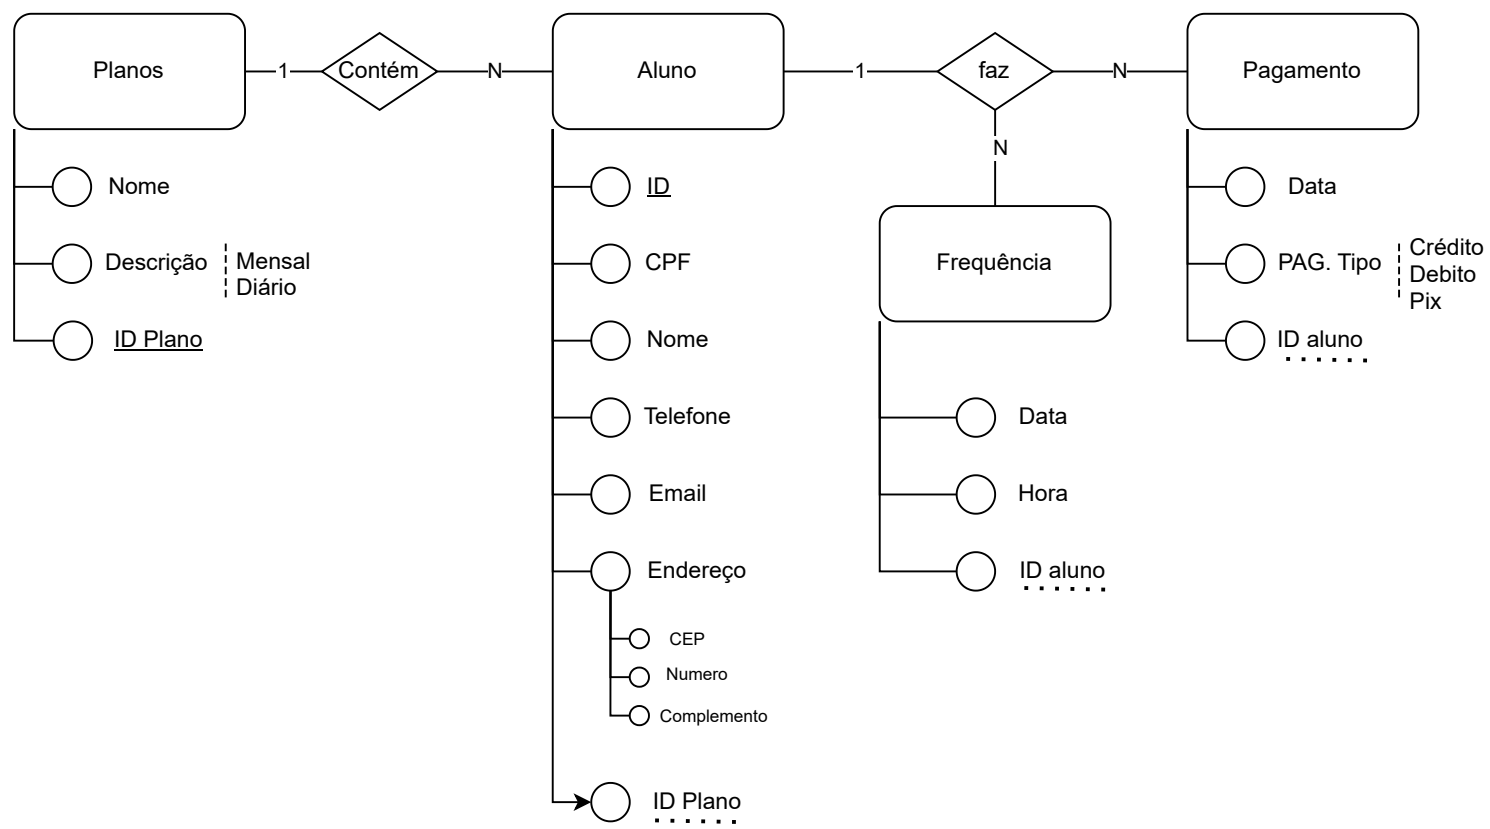 Planos
1
Contém
N
Aluno
1
faz
N
Pagamento
N
Nome
Descrição
Mensal
Diário
ID Plano
ID
CPF
Nome
Telefone
Email
Endereço
CEP
Numero
Complemento
ID Plano
Frequência
Data
Hora
ID aluno
Data
PAG. Tipo
Crédito
Debito
Pix
ID aluno